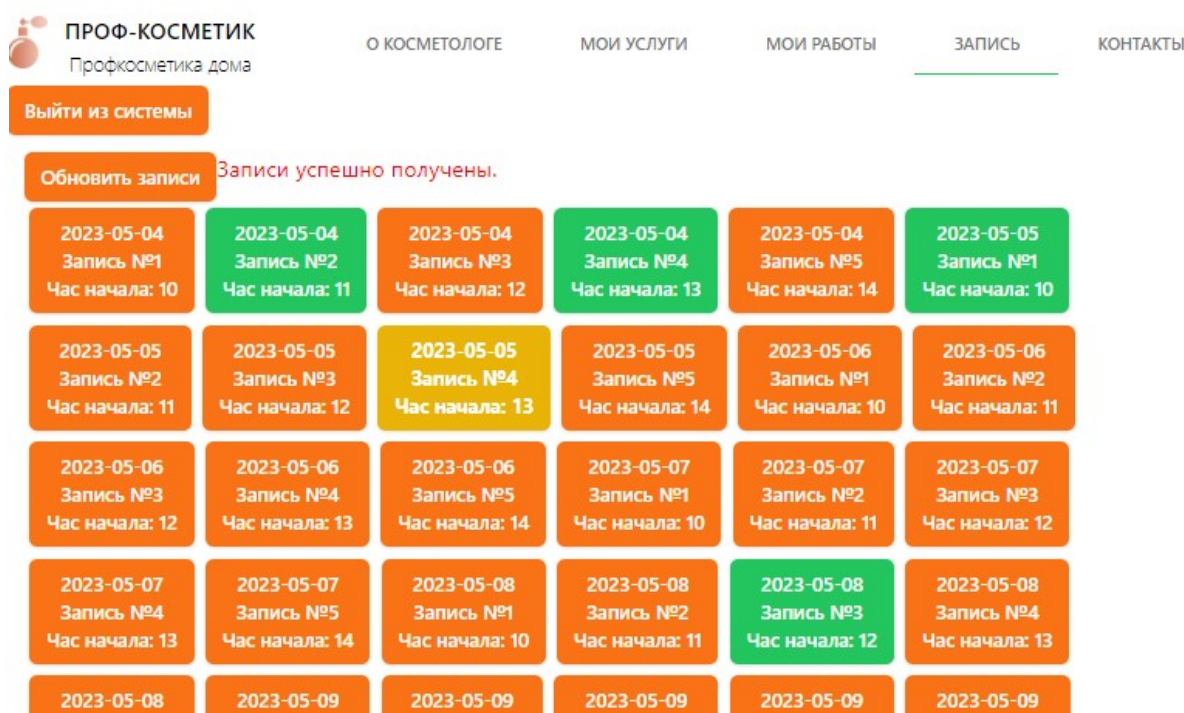 ПРОФ-КОСМЕТИК
Профкосметика дома
О КОСМЕТОЛОГЕ МОИ УСЛУГИ МОИ РАБОТЫ ЗАПИСЬ КОНТАКТЫ
Выйти из системы
Обновить записи Записи успешно получены.
2023-05-04 2023-05-04 2023-05-04 2023-05-04 2023-05-04 2023-05-05
Запись №1 Запись №2 Запись №3 Запись №4 Запись №5 Запись №1
Час начала: 10 Час начала: 11 Час начала: 12 Час начала: 13 Час начала: 14 Час начала: 10
2023-05-05 2023-05-05 2023-05-05 2023-05-05 2023-05-06 2023-05-06
Запись №2 Запись №3 Запись №4 Запись №5 Запись №1 Запись №2
Час начала: 11 Час начала: 12 Час начала: 13 Час начала: 14 Час начала: 10 Час начала: 11
2023-05-06 2023-05-06 2023-05-06 2023-05-07 2023-05-07 2023-05-07
Запись №3 Запись №4 Запись №5 Запись №1 Запись №2 Запись №3
Час начала: 12 Час начала: 13 Час начала: 14 Час начала: 10 Час начала: 11 Час начала: 12
2023-05-07 2023-05-07 2023-05-08 2023-05-08 2023-05-08 2023-05-08
Запись №4 Запись №5 Запись №1 Запись №2 Запись №3 Запись №4
Час начала: 13 Час начала: 14 Час начала: 10 Час начала: 11 Час начала: 12 Час начала: 13
2023-05-08 2023-05-09 2023-05-09 2023-05-09 2023-05-09 2023-05-09